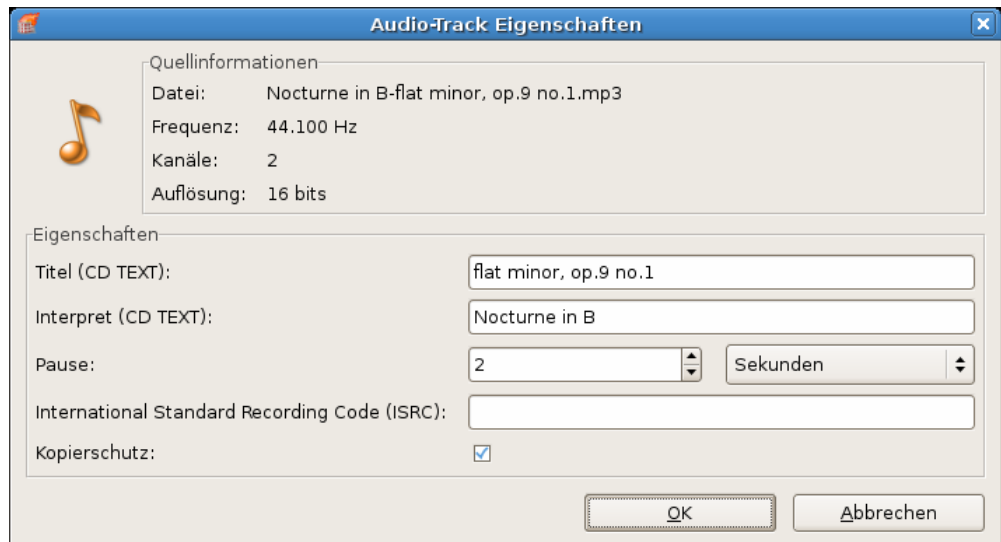 Audio-Track Eigenschaften
Quellinformationen
Datei: Nocturne in B-flat minor, op.9 no.1.mp3
Frequenz: 44.100 Hz
Kanäle: 2
Auflösung: 16 bits
Eigenschaften
Titel (CD TEXT): flat minor, op.9 no.1
Interpret (CD TEXT): Nocturne in B
Pause: 2 Sekunden
International Standard Recording Code (ISRC):
Kopierschutz:
OK Abbrechen